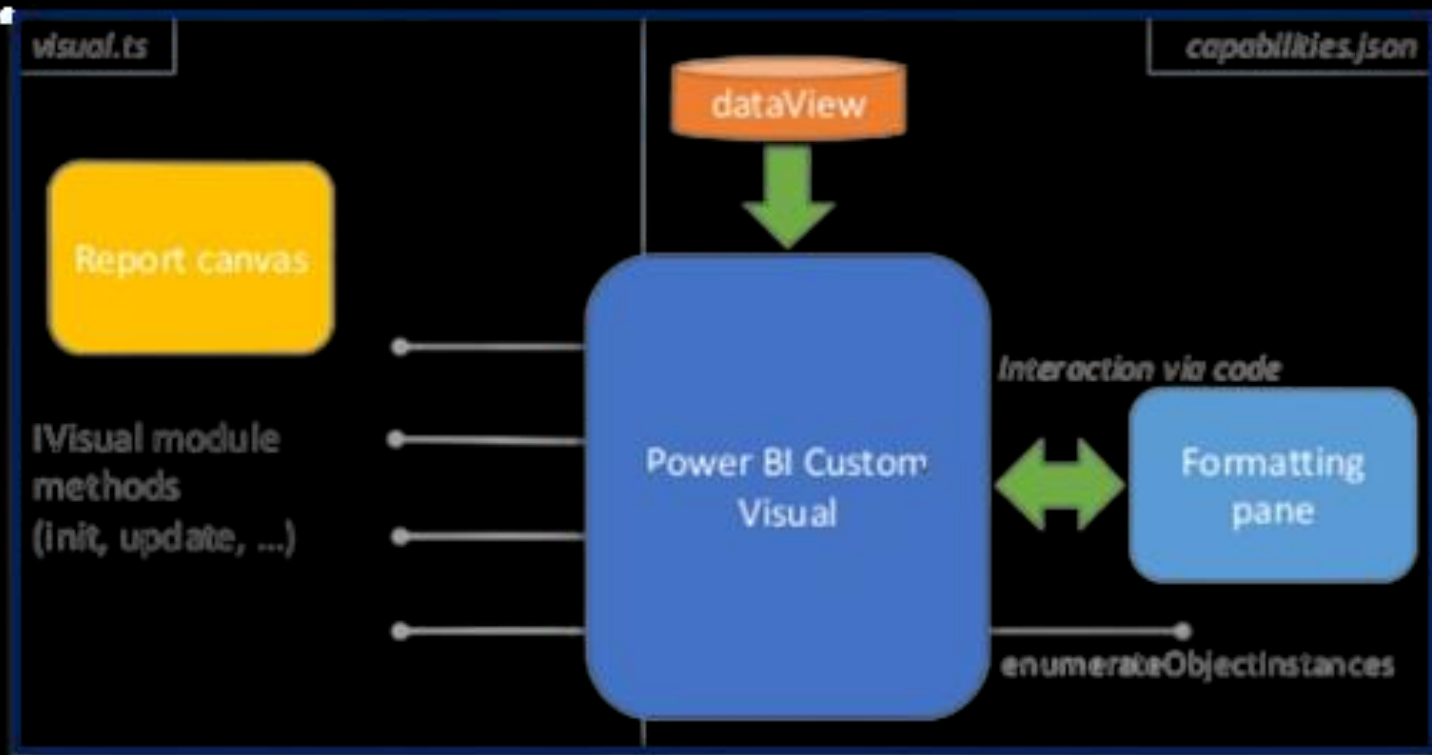 visual.ts
capabilities.json
dataView
Report canvas
Interaction via code
IVisual module
methods
(init, update, ...)
Power BI Custom
Visual
Formatting
pane
enumerateObjectInstances